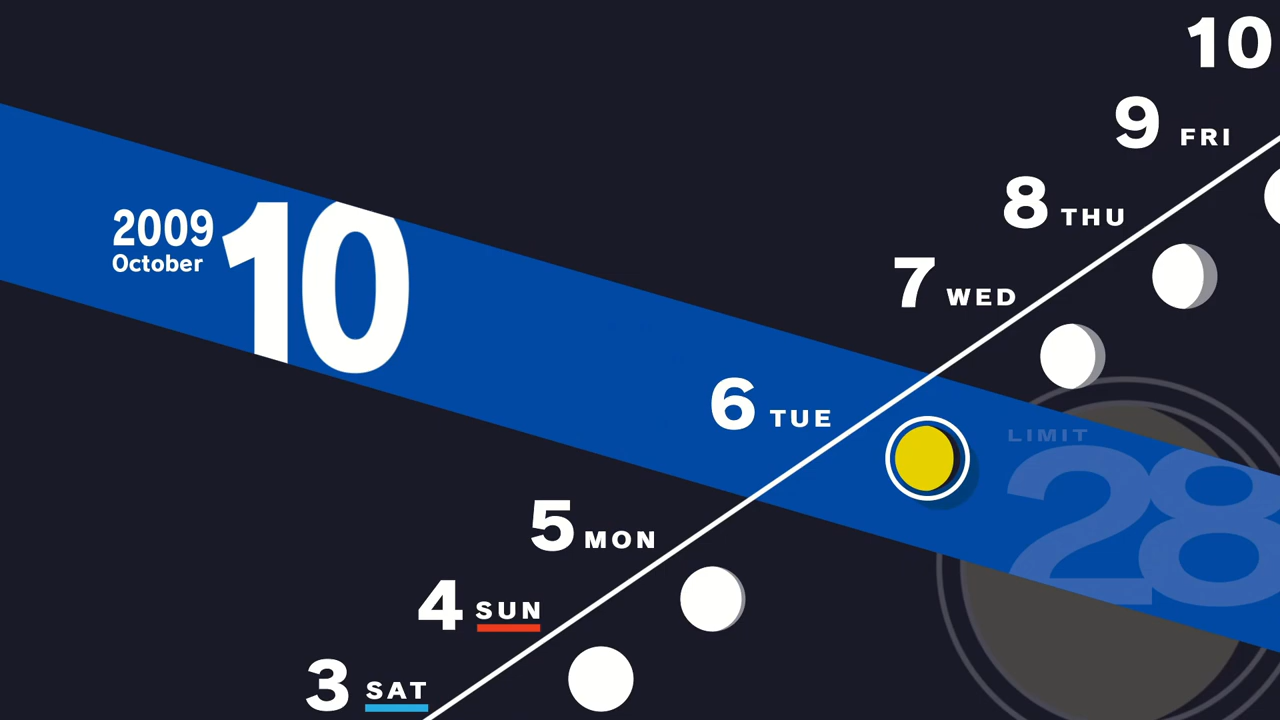 10
9 FRI
8 THU
7 WED
2009
October
10
6 TUE
LIMIT
28
5 MON
4 SUN
3 SAT